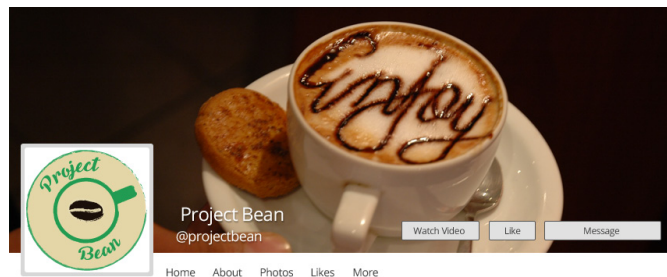 Enjoy
Project
Bean
Project Bean
@projectbean
Watch Video
Like
Message
Home
About
Photos
Likes
More